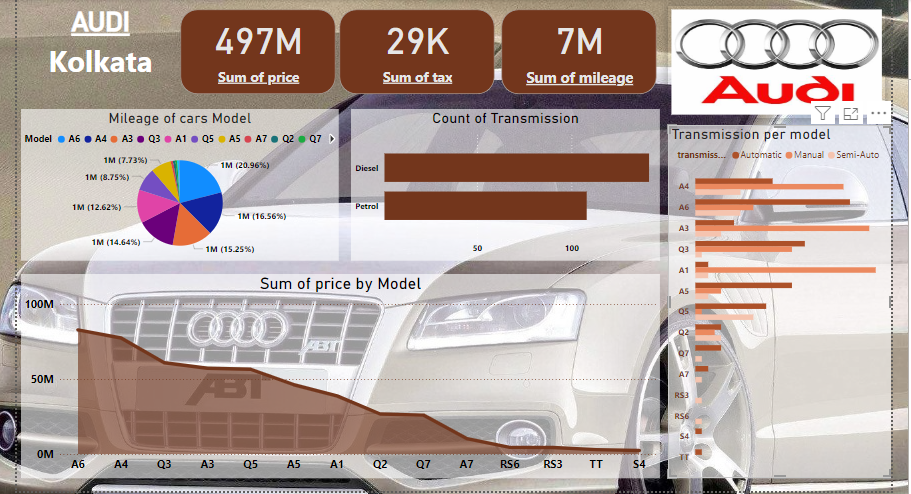 AUDI
Kolkata
497M
Sum of price
29K
Sum of tax
7M
Sum of mileage
Audi
Mileage of cars Model
Model A6 A4 A3 Q3 A1 Q5 A5 A7 Q2 Q7
1M (20.96%)
1M (16.56%)
1M (15.25%)
1M (14.64%)
1M (12.62%)
1M (8.75%)
1M (7.73%)
Count of Transmission
Diesel
Petrol
50 100
Transmission per model
transmiss... Automatic Manual Semi-Auto
A4
A6
A3
Q3
A1
A5
Q5
Q2
Q7
A7
RS3
RS6
S4
TT
Sum of price by Model
100M
50M
0M
A6 A4 Q3 A3 Q5 A5 A1 Q2 Q7 A7 RS6 RS3 TT S4
ABT
ABT